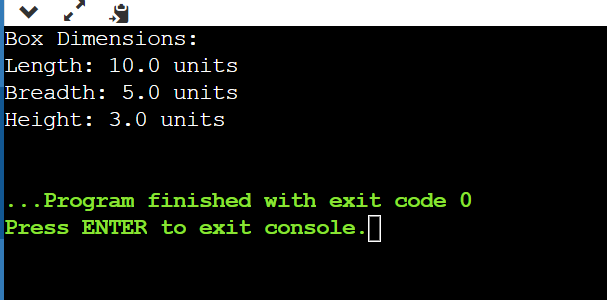 Box Dimensions:
Length: 10.0 units
Breadth: 5.0 units
Height: 3.0 units
...Program finished with exit code 0
Press ENTER to exit console.